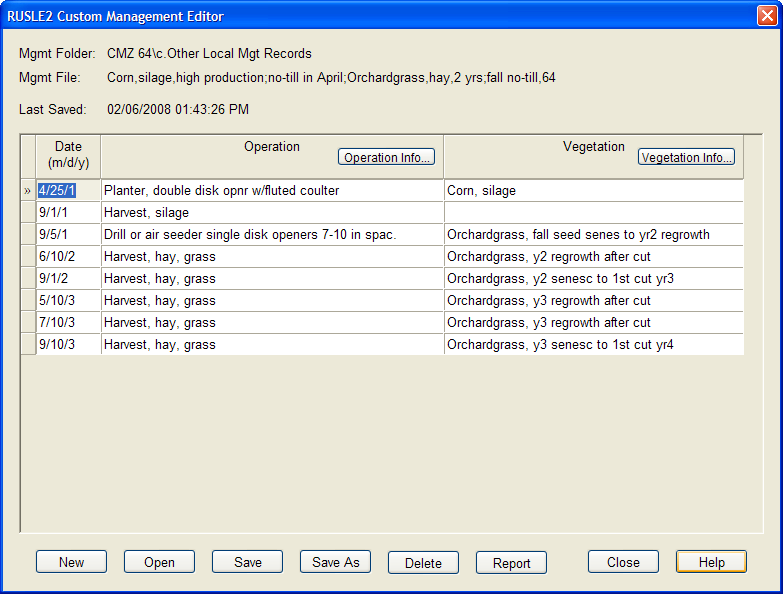 RUSLE2 Custom Management Editor
Mgmt Folder: CMZ 64\c.Other Local Mgt Records
Mgmt File: Corn,silage,high production;no-till in April;Orchardgrass,hay,2 yrs;fall no-till,64
Last Saved: 02/06/2008 01:43:26 PM
Date (m/d/y) Operation Operation Info... Vegetation Vegetation Info...
» 4/25/1 Planter, double disk opnr w/fluted coulter Corn, silage
9/1/1 Harvest, silage
9/5/1 Drill or air seeder single disk openers 7-10 in spac. Orchardgrass, fall seed senes to yr2 regrowth
6/10/2 Harvest, hay, grass Orchardgrass, y2 regrowth after cut
9/1/2 Harvest, hay, grass Orchardgrass, y2 senesc to 1st cut yr3
5/10/3 Harvest, hay, grass Orchardgrass, y3 regrowth after cut
7/10/3 Harvest, hay, grass Orchardgrass, y3 regrowth after cut
9/10/3 Harvest, hay, grass Orchardgrass, y3 senesc to 1st cut yr4
New Open Save Save As Delete Report Close Help